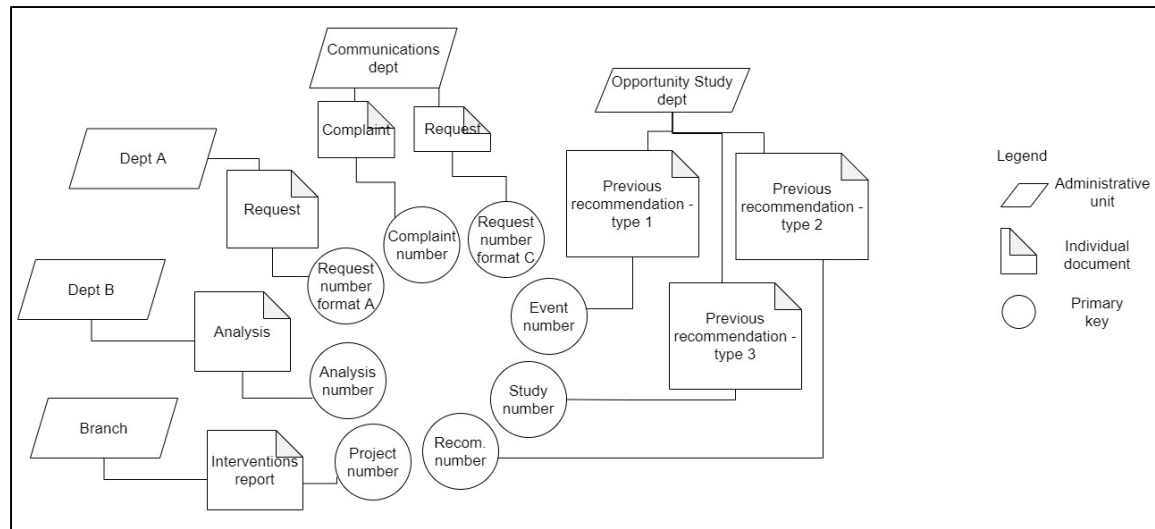 Communications
dept
Opportunity Study
dept
Complaint
Request
Dept A
Request
Previous
recommendation -
type 1
Previous
recommendation -
type 2
Legend
Administrative
unit
Individual
document
Primary
key
Complaint
number
Request
number
format C
Request
number
format A
Dept B
Analysis
Event
number
Previous
recommendation -
type 3
Analysis
number
Study
number
Branch
Interventions
report
Project
number
Recom.
number